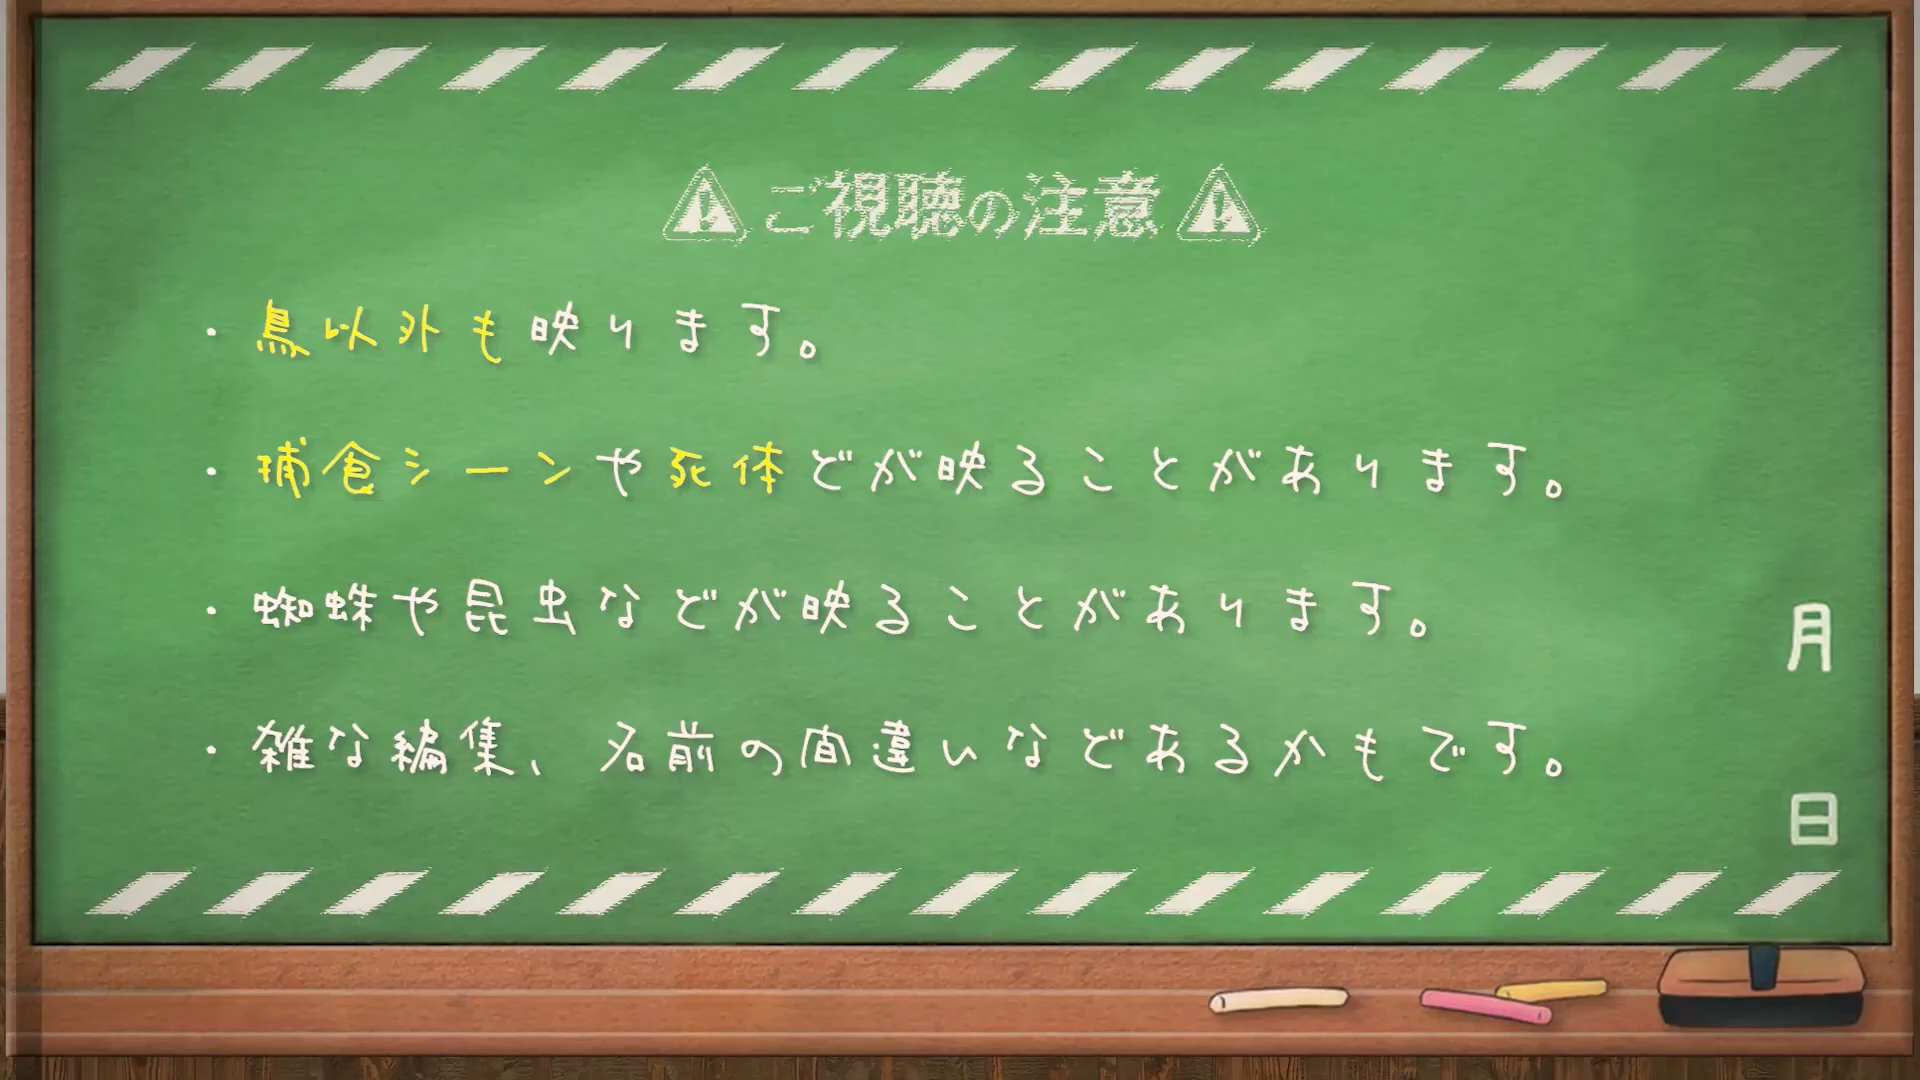 ⚠ ご視聴の注意 ⚠
・鳥以外も映ります。
・捕食シーンや死体どが映ることがあります。
・蜘蛛や昆虫などが映ることがあります。
・雑な編集、名前の間違いなどあるかもです。
月
日